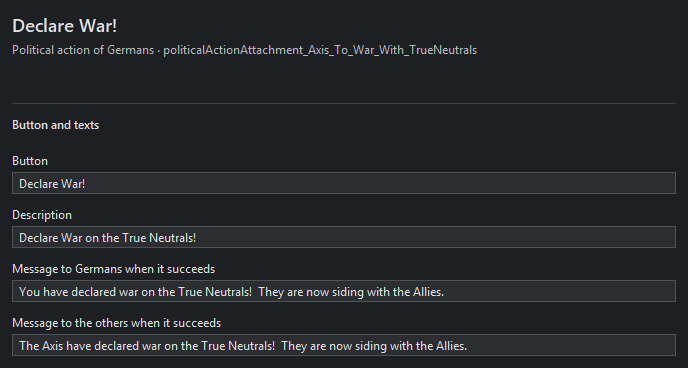 Declare War!
Political action of Germans · politicalActionAttachment_Axis_To_War_With_TrueNeutrals
Button and texts
Button
Declare War!
Description
Declare War on the True Neutrals!
Message to Germans when it succeeds
You have declared war on the True Neutrals!  They are now siding with the Allies.
Message to the others when it succeeds
The Axis have declared war on the True Neutrals!  They are now siding with the Allies.